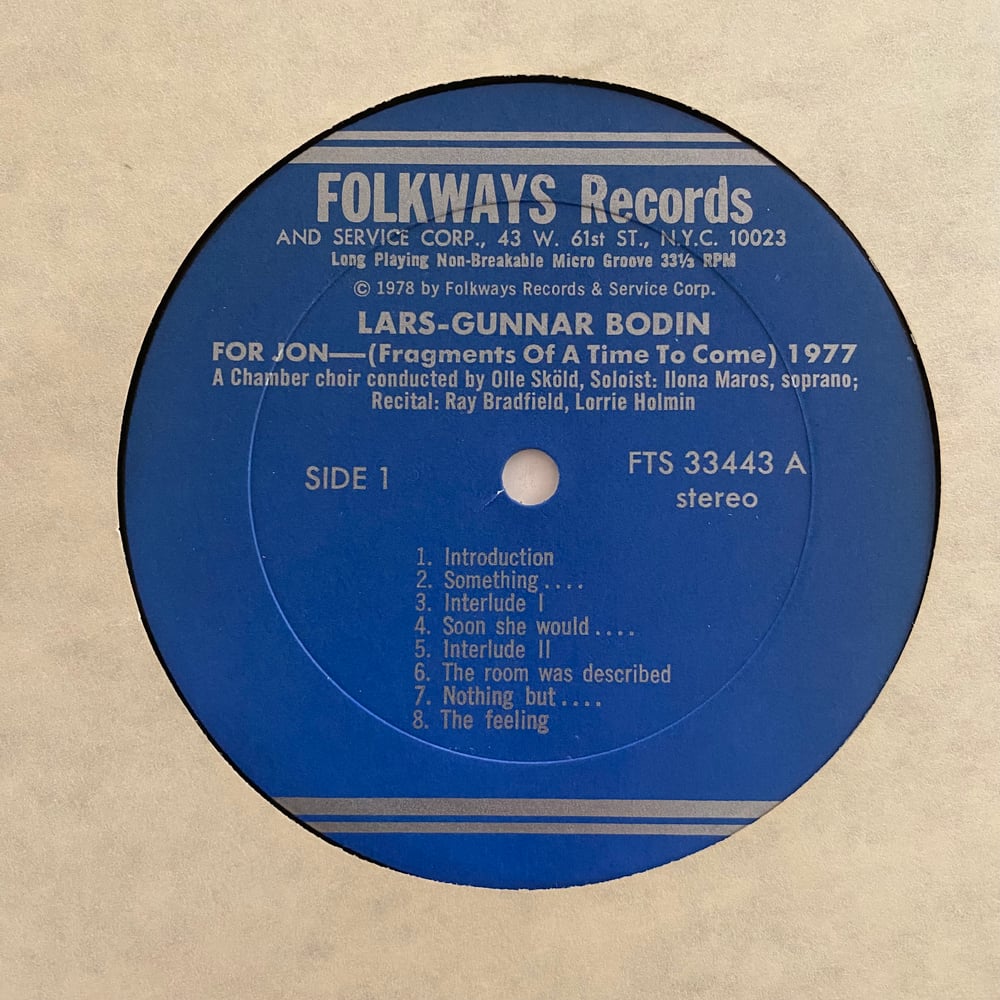 FOLKWAYS Records
AND SERVICE CORP., 43 W. 61st ST., N.Y.C. 10023
Long Playing Non-Breakable Micro Groove 33⅓ RPM
© 1978 by Folkways Records & Service Corp.
LARS-GUNNAR BODIN
FOR JON—(Fragments Of A Time To Come) 1977
A Chamber choir conducted by Olle Sköld, Soloist: Ilona Maros, soprano;
Recital: Ray Bradfield, Lorrie Holmin
SIDE 1
FTS 33443 A
stereo
1. Introduction
2. Something....
3. Interlude I
4. Soon she would....
5. Interlude II
6. The room was described
7. Nothing but....
8. The feeling